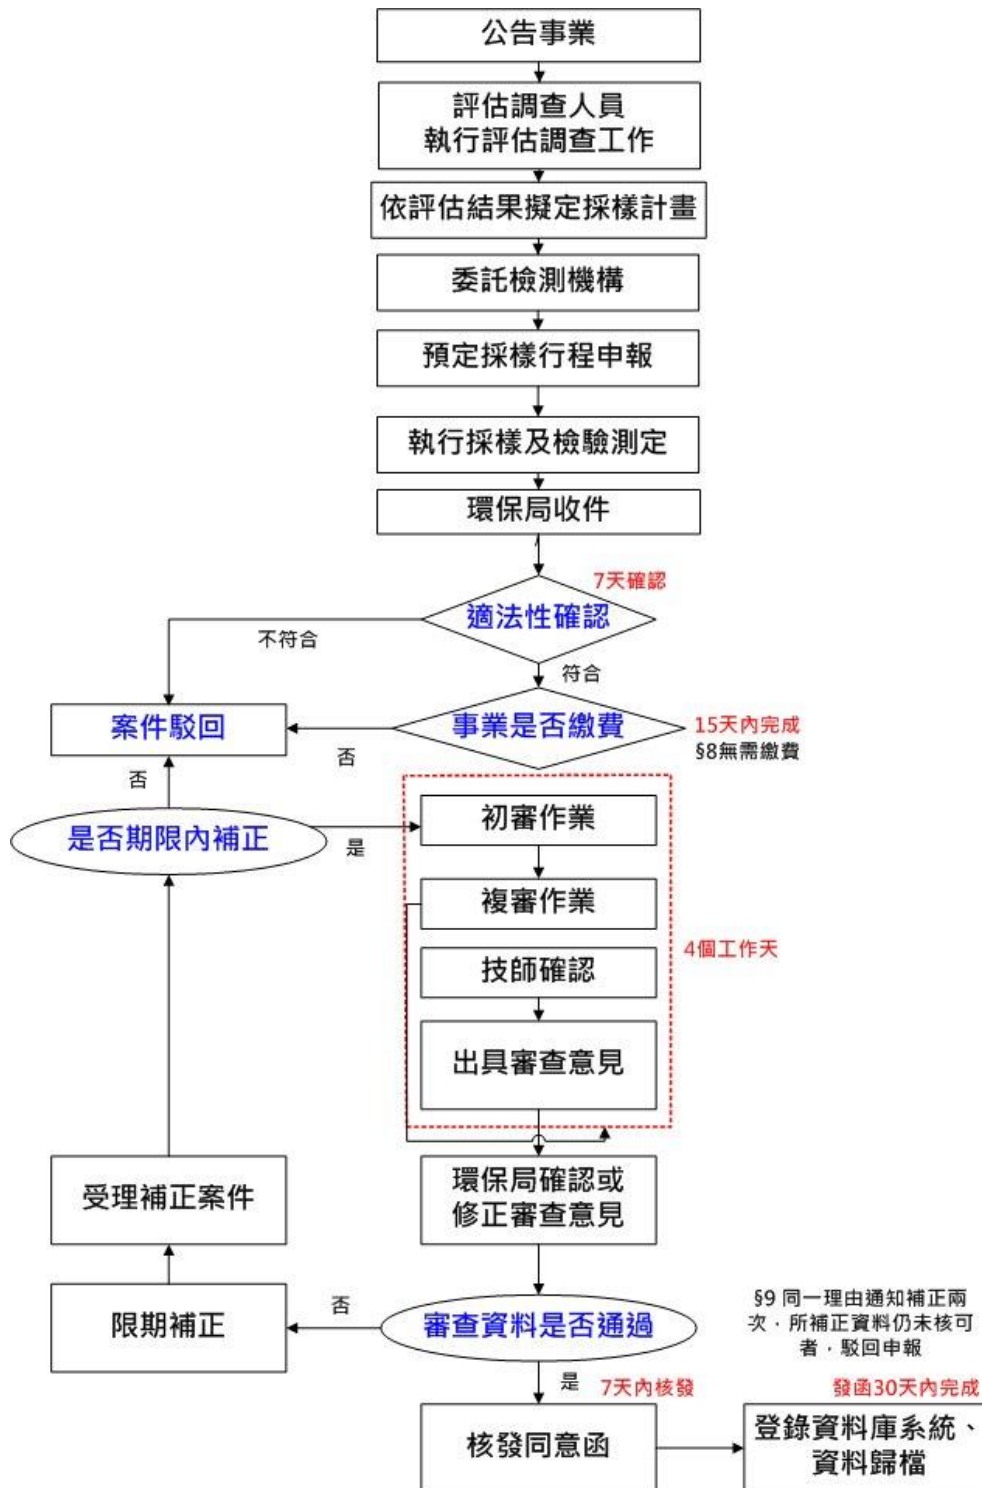 公告事業
評估調查人員
執行評估調查工作
依評估結果擬定採樣計畫
委託檢測機構
預定採樣行程申報
執行採樣及檢驗測定
環保局收件
7天確認
適法性確認
不符合
符合
案件駁回
事業是否繳費
15天內完成
§8無需繳費
否
否
是否期限內補正
是
初審作業
複審作業
4個工作天
技師確認
出具審查意見
受理補正案件
環保局確認或
修正審查意見
限期補正
否
審查資料是否通過
§9 同一理由通知補正兩
次，所補正資料仍未核可
者，駁回申報
是
7天內核發
發函30天內完成
核發同意函
登錄資料庫系統、
資料歸檔